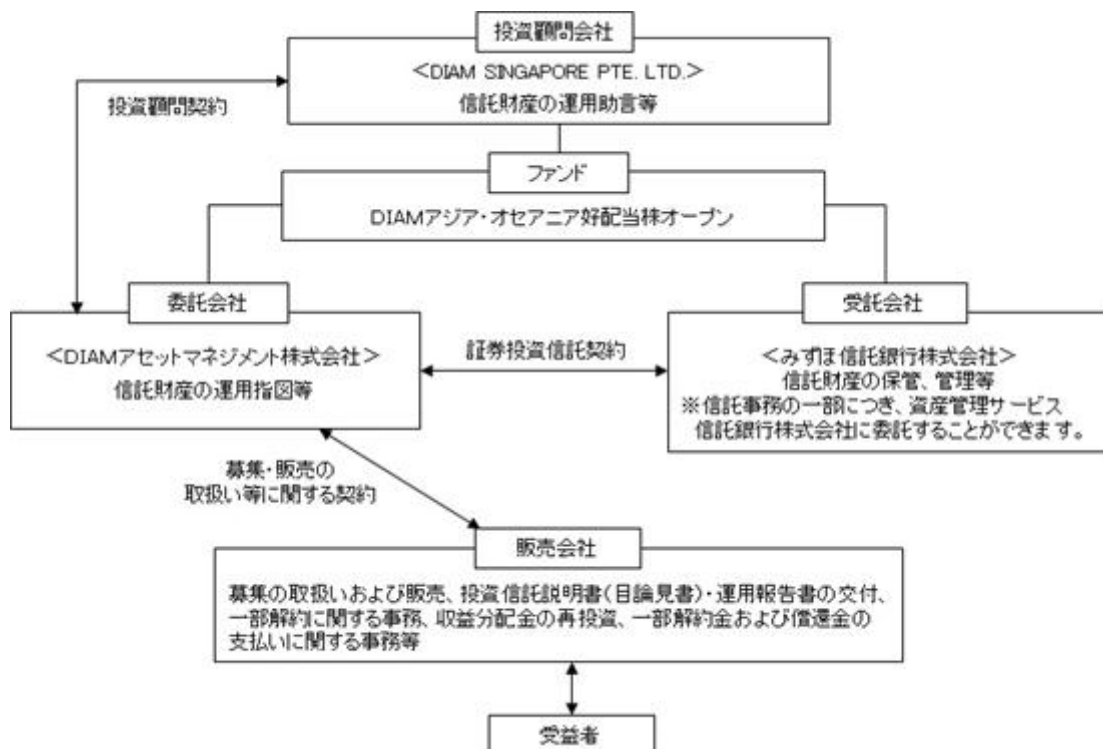 投資顧問会社
＜DIAM SINGAPORE PTE. LTD.＞
信託財産の運用助言等
投資顧問契約
ファンド
DIAMアジア・オセアニア好配当株オープン
委託会社
＜DIAMアセットマネジメント株式会社＞
信託財産の運用指図等
証券投資信託契約
受託会社
＜みずほ信託銀行株式会社＞
信託財産の保管、管理等
※信託事務の一部につき、資産管理サービス
信託銀行株式会社に委託することができます。
募集・販売の
取扱い等に関する契約
販売会社
募集の取扱いおよび販売、投資信託説明書（目論見書）・運用報告書の交付、
一部解約に関する事務、収益分配金の再投資、一部解約金および償還金の
支払いに関する事務等
受益者